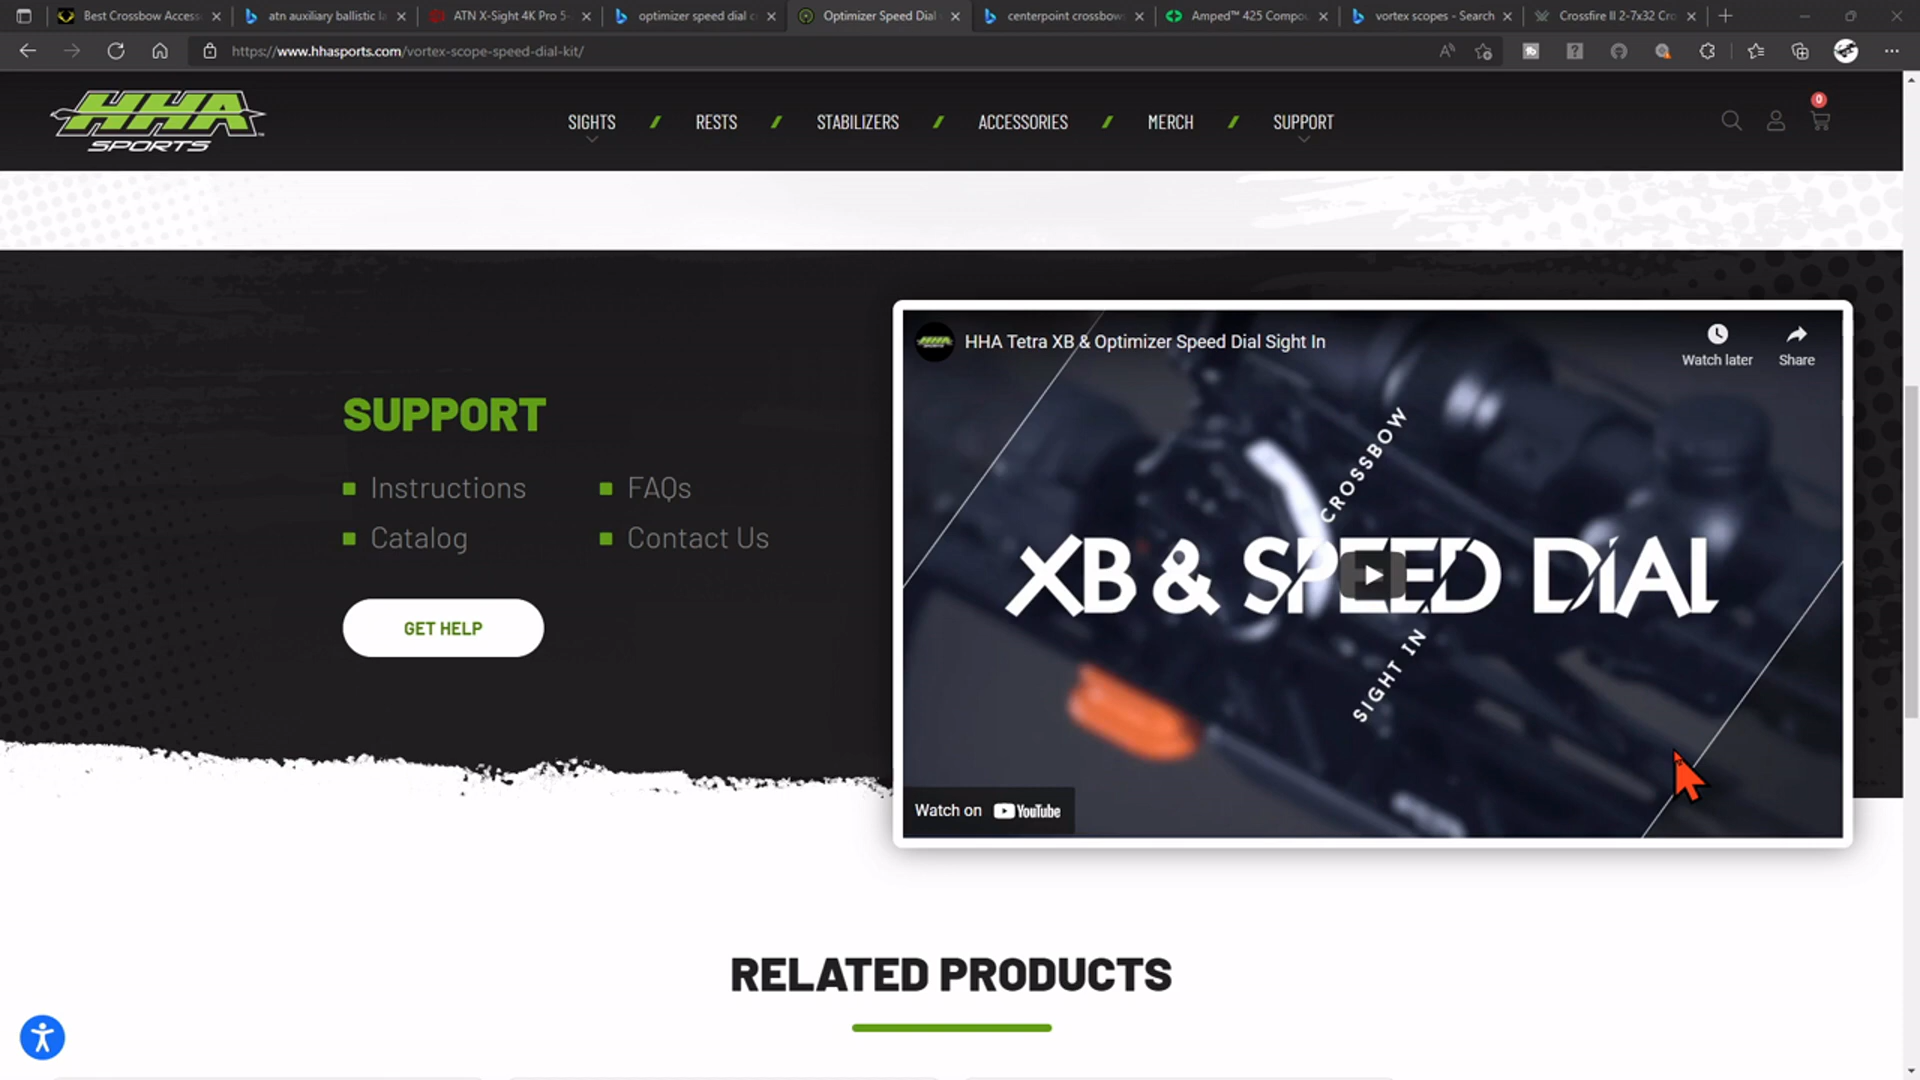 Best Crossbow Access
atn auxiliary ballistic la
ATN X-Sight 4K Pro 5-
optimizer speed dial c
Optimizer Speed Dial
centerpoint crossbow
Amped™ 425 Compou
vortex scopes - Search
Crossfire II 2-7x32 Cro
https://www.hhasports.com/vortex-scope-speed-dial-kit/
HHA
SPORTS
SIGHTS
RESTS
STABILIZERS
ACCESSORIES
MERCH
SUPPORT
0
SUPPORT
Instructions
FAQs
Catalog
Contact Us
GET HELP
HHA Tetra XB & Optimizer Speed Dial Sight In
Watch later
Share
CROSSBOW
XB & SPEED DIAL
SIGHT IN
Watch on YouTube
RELATED PRODUCTS